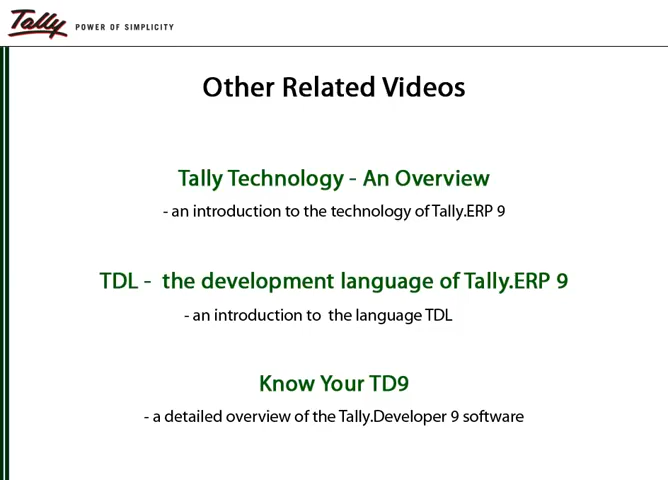 Tally POWER OF SIMPLICITY
Other Related Videos
Tally Technology - An Overview
- an introduction to the technology of Tally.ERP 9
TDL - the development language of Tally.ERP 9
- an introduction to the language TDL
Know Your TD9
- a detailed overview of the Tally.Developer 9 software